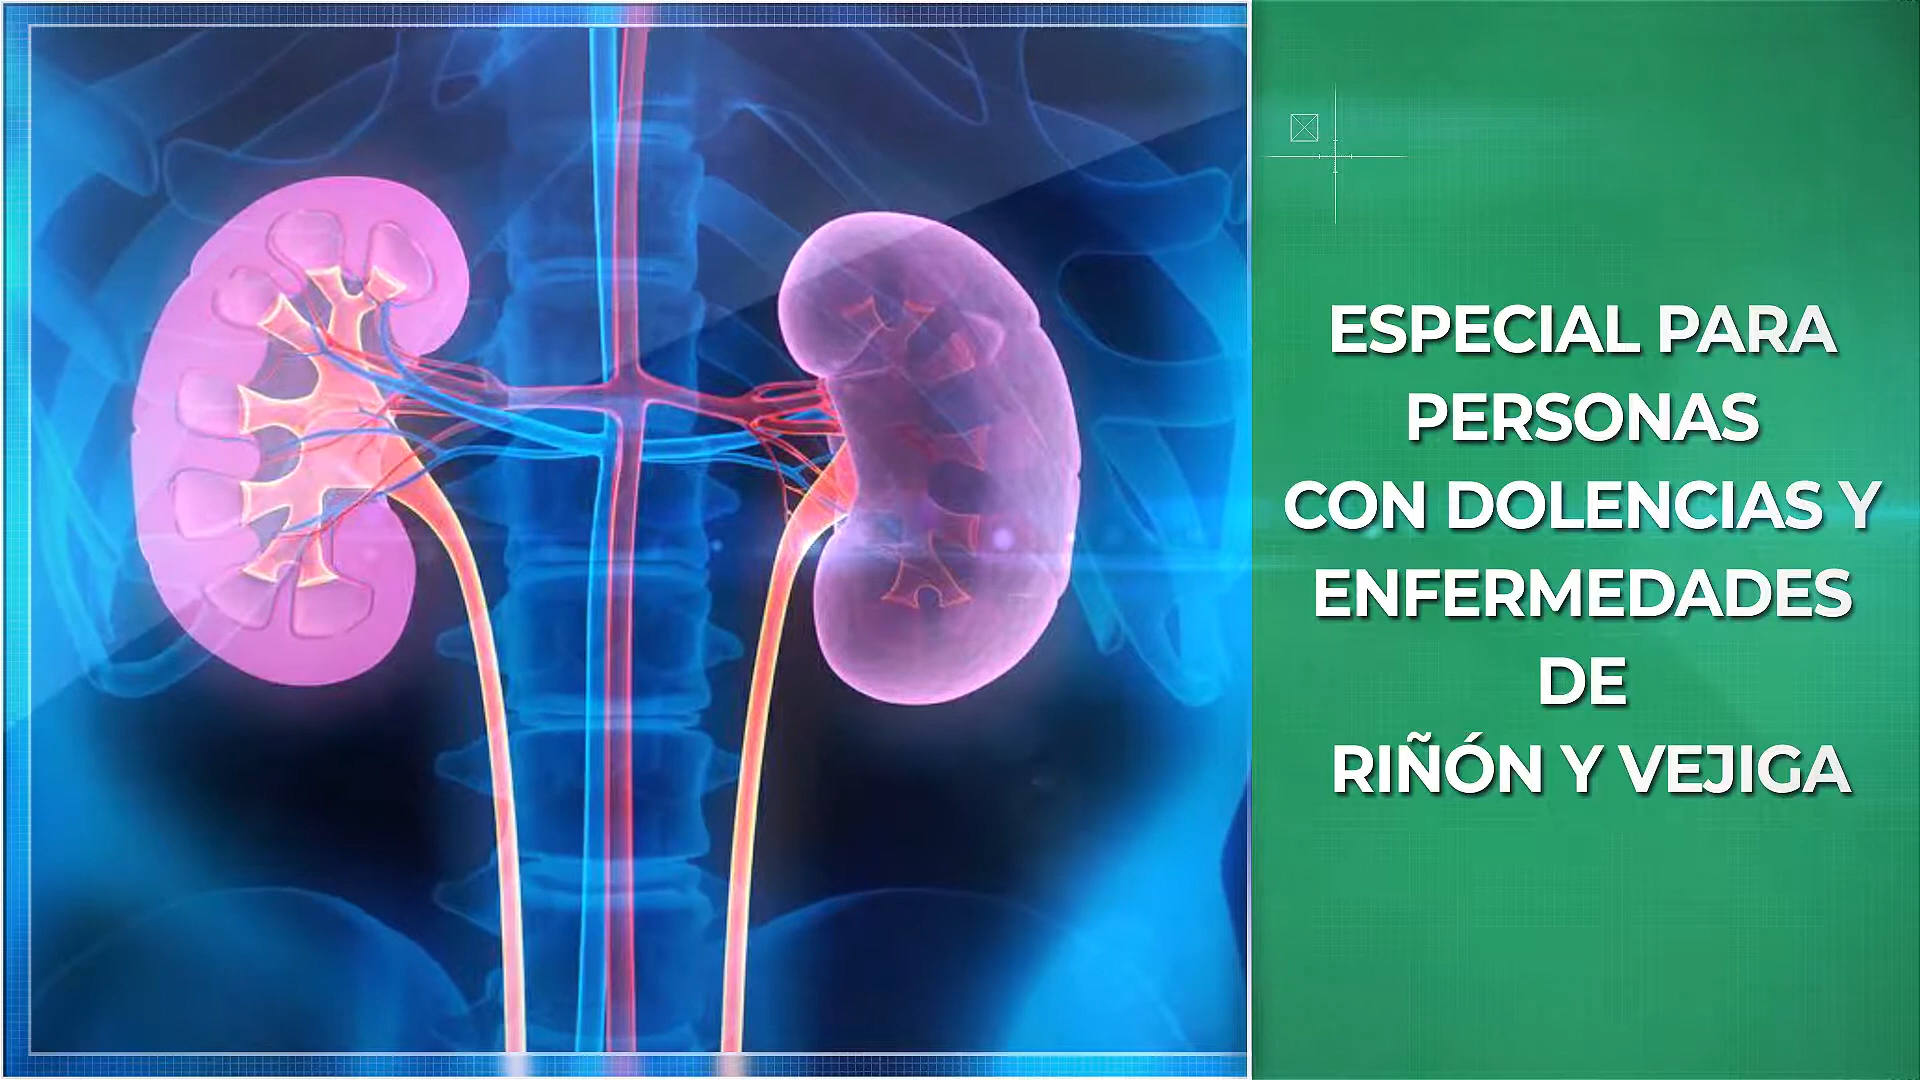 ESPECIAL PARA
PERSONAS
CON DOLENCIAS Y
ENFERMEDADES
DE
RIÑÓN Y VEJIGA